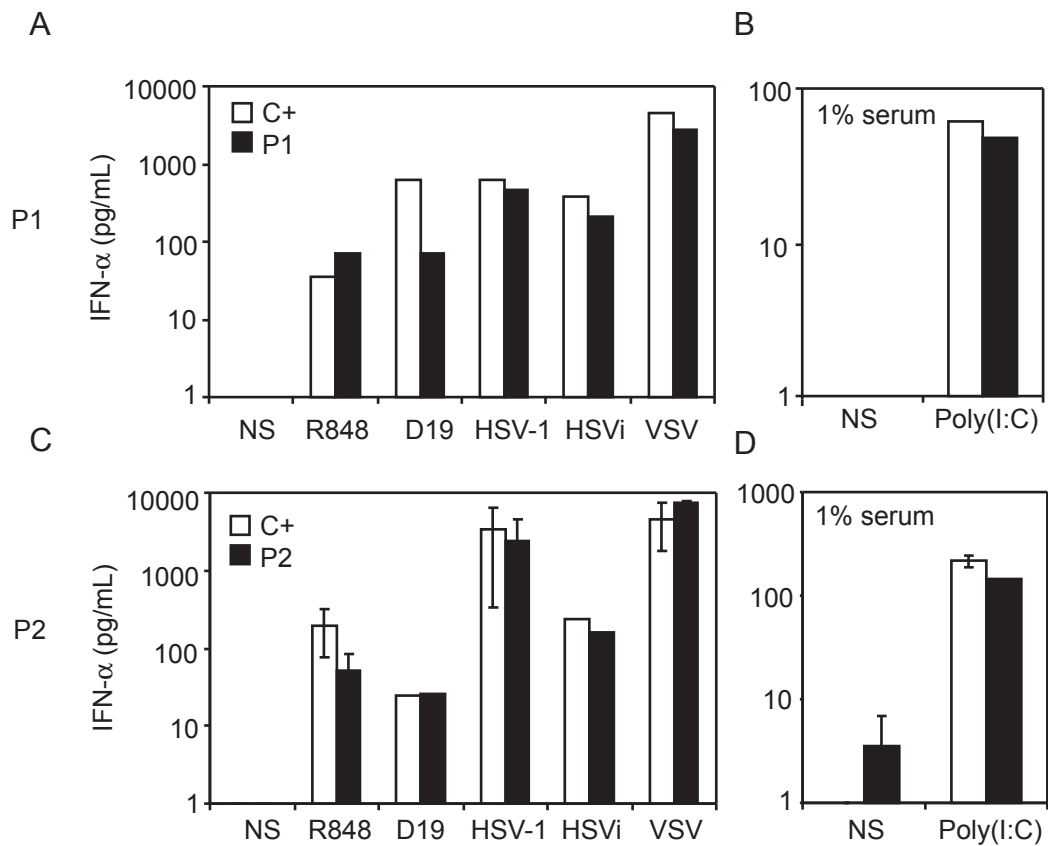 A
B
P1
IFN-α (pg/mL)
10000
1000
100
10
1
C+
P1
NS R848 D19 HSV-1 HSVi VSV
100
10
1
1% serum
NS Poly(I:C)
C
D
P2
IFN-α (pg/mL)
10000
1000
100
10
1
C+
P2
NS R848 D19 HSV-1 HSVi VSV
1000
100
10
1
1% serum
NS Poly(I:C)